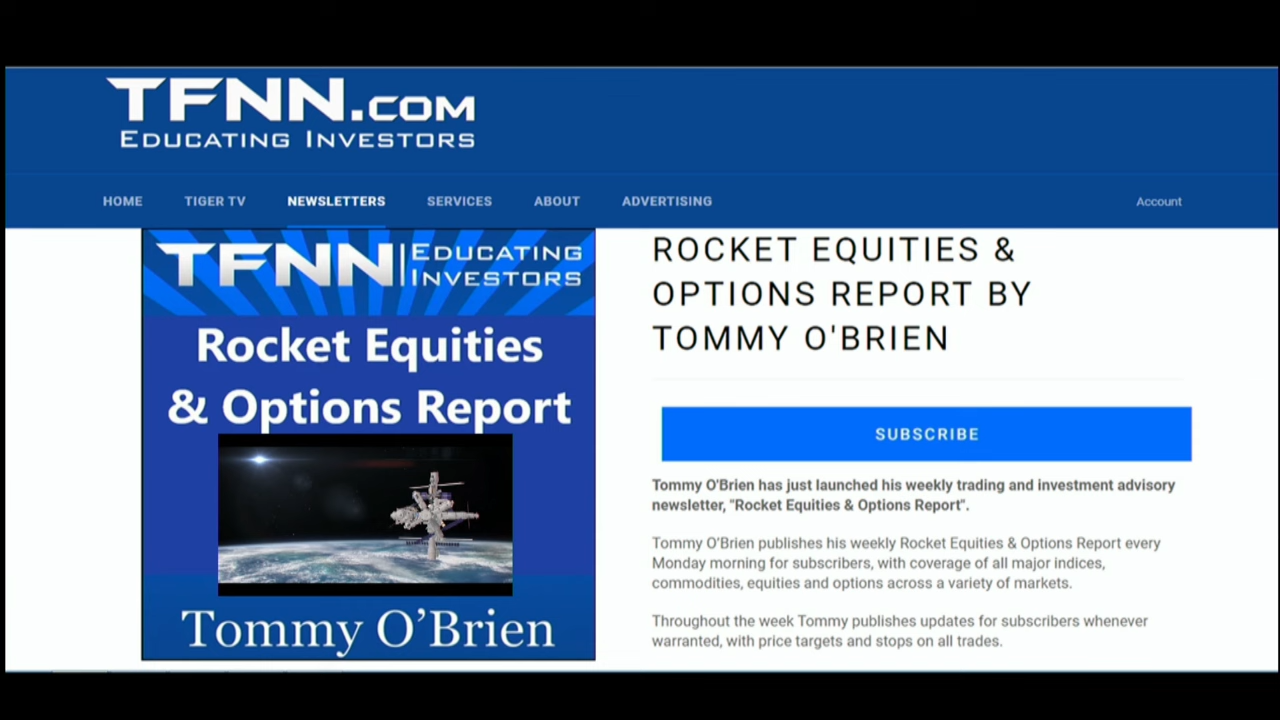 TFNN.COM
EDUCATING INVESTORS
HOME TIGER TV NEWSLETTERS SERVICES ABOUT ADVERTISING Account
TFNN | EDUCATING
INVESTORS
Rocket Equities
& Options Report
Tommy O’Brien
ROCKET EQUITIES &
OPTIONS REPORT BY
TOMMY O'BRIEN
SUBSCRIBE
Tommy O'Brien has just launched his weekly trading and investment advisory
newsletter, "Rocket Equities & Options Report".
Tommy O'Brien publishes his weekly Rocket Equities & Options Report every
Monday morning for subscribers, with coverage of all major indices,
commodities, equities and options across a variety of markets.
Throughout the week Tommy publishes updates for subscribers whenever
warranted, with price targets and stops on all trades.